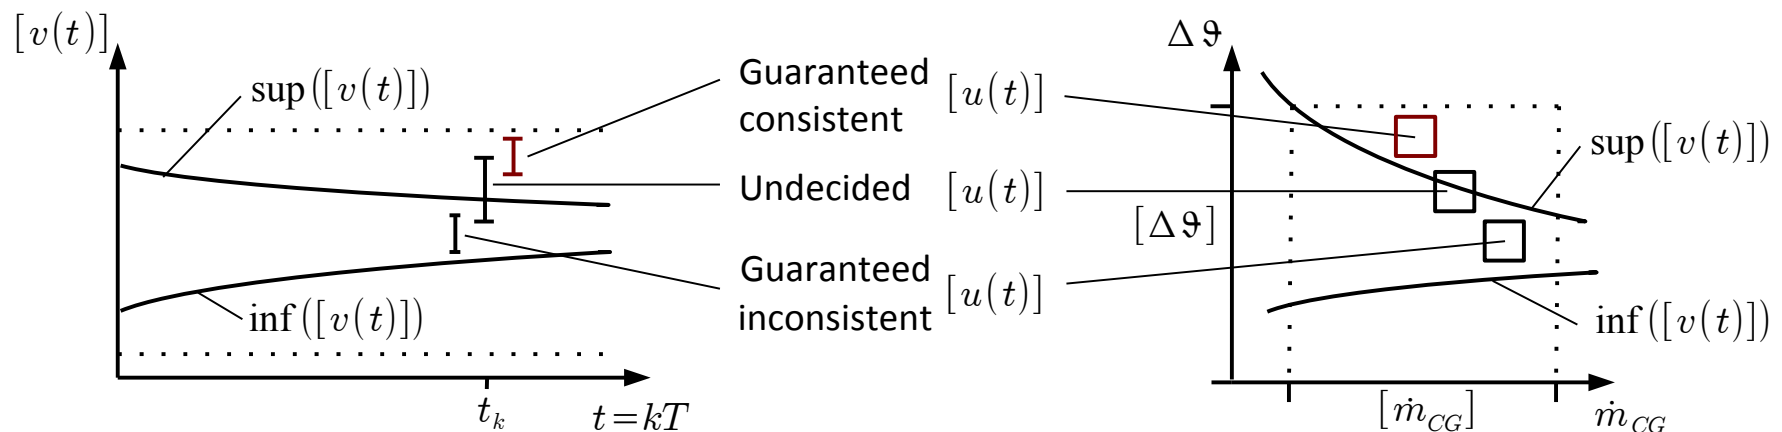 [v(t)]
sup([v(t)])
inf([v(t)])
t_k
t=kT
Guaranteed
consistent
Undecided
Guaranteed
inconsistent
[u(t)]
[u(t)]
[u(t)]
Δϑ
[Δϑ]
sup([v(t)])
inf([v(t)])
[ṁ_CG]
ṁ_CG